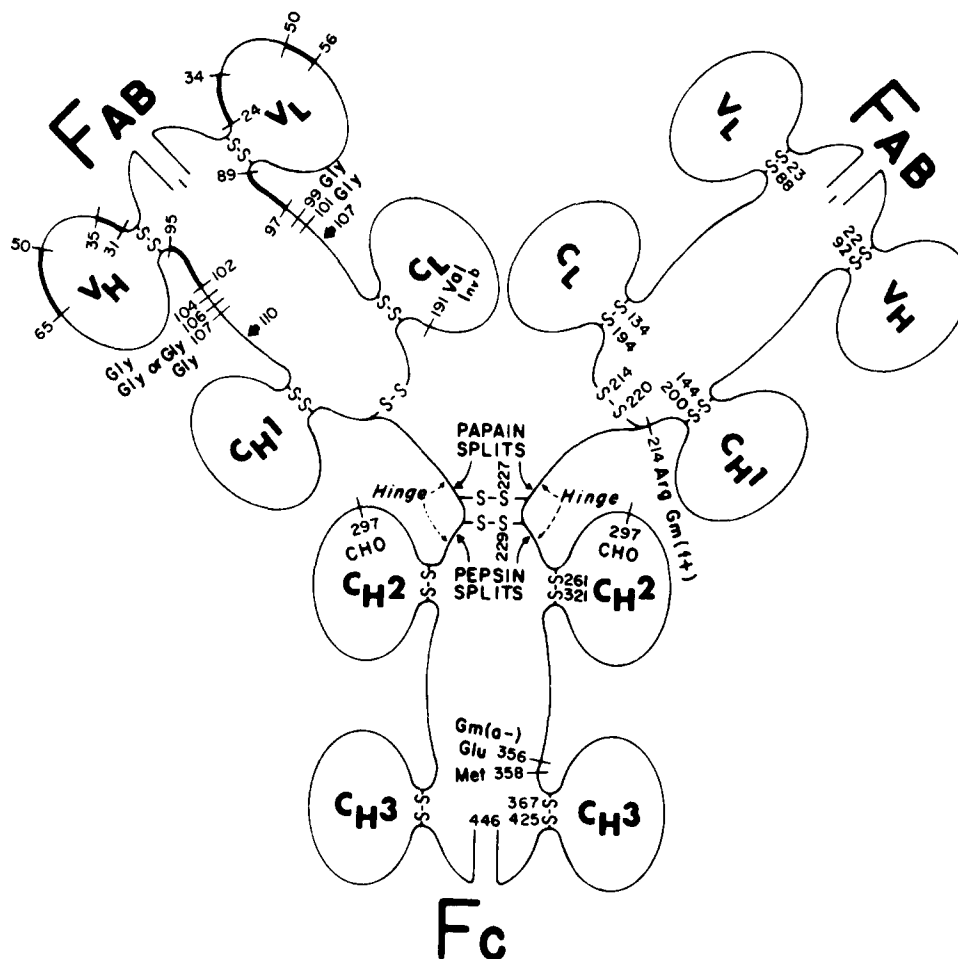 FAB
VL
50
56
34
24
S-S
89
97
99 Gly
101 Gly
107
VH
50
35
31
65
S-S
95
102
104
106
107
Gly
Gly or Gly
Gly
110
CL
191 Val
Inv b
S-S
S-S
CH1
S-S
FAB
VL
SS
23
88
VH
22
92
SS
CL
S 134
S 194
S 214
S 220
144
200
SS
CH1
214 Arg Gm(f+)
PAPAIN
SPLITS
227
Hinge
S-S
Hinge
S-S
229
PEPSIN
SPLITS
297
CHO
CH2
S-S
297
CHO
CH2
S 261
S 321
Gm(a-)
Glu 356
Met 358
CH3
S-S
367
425
S-S
446
CH3
Fc